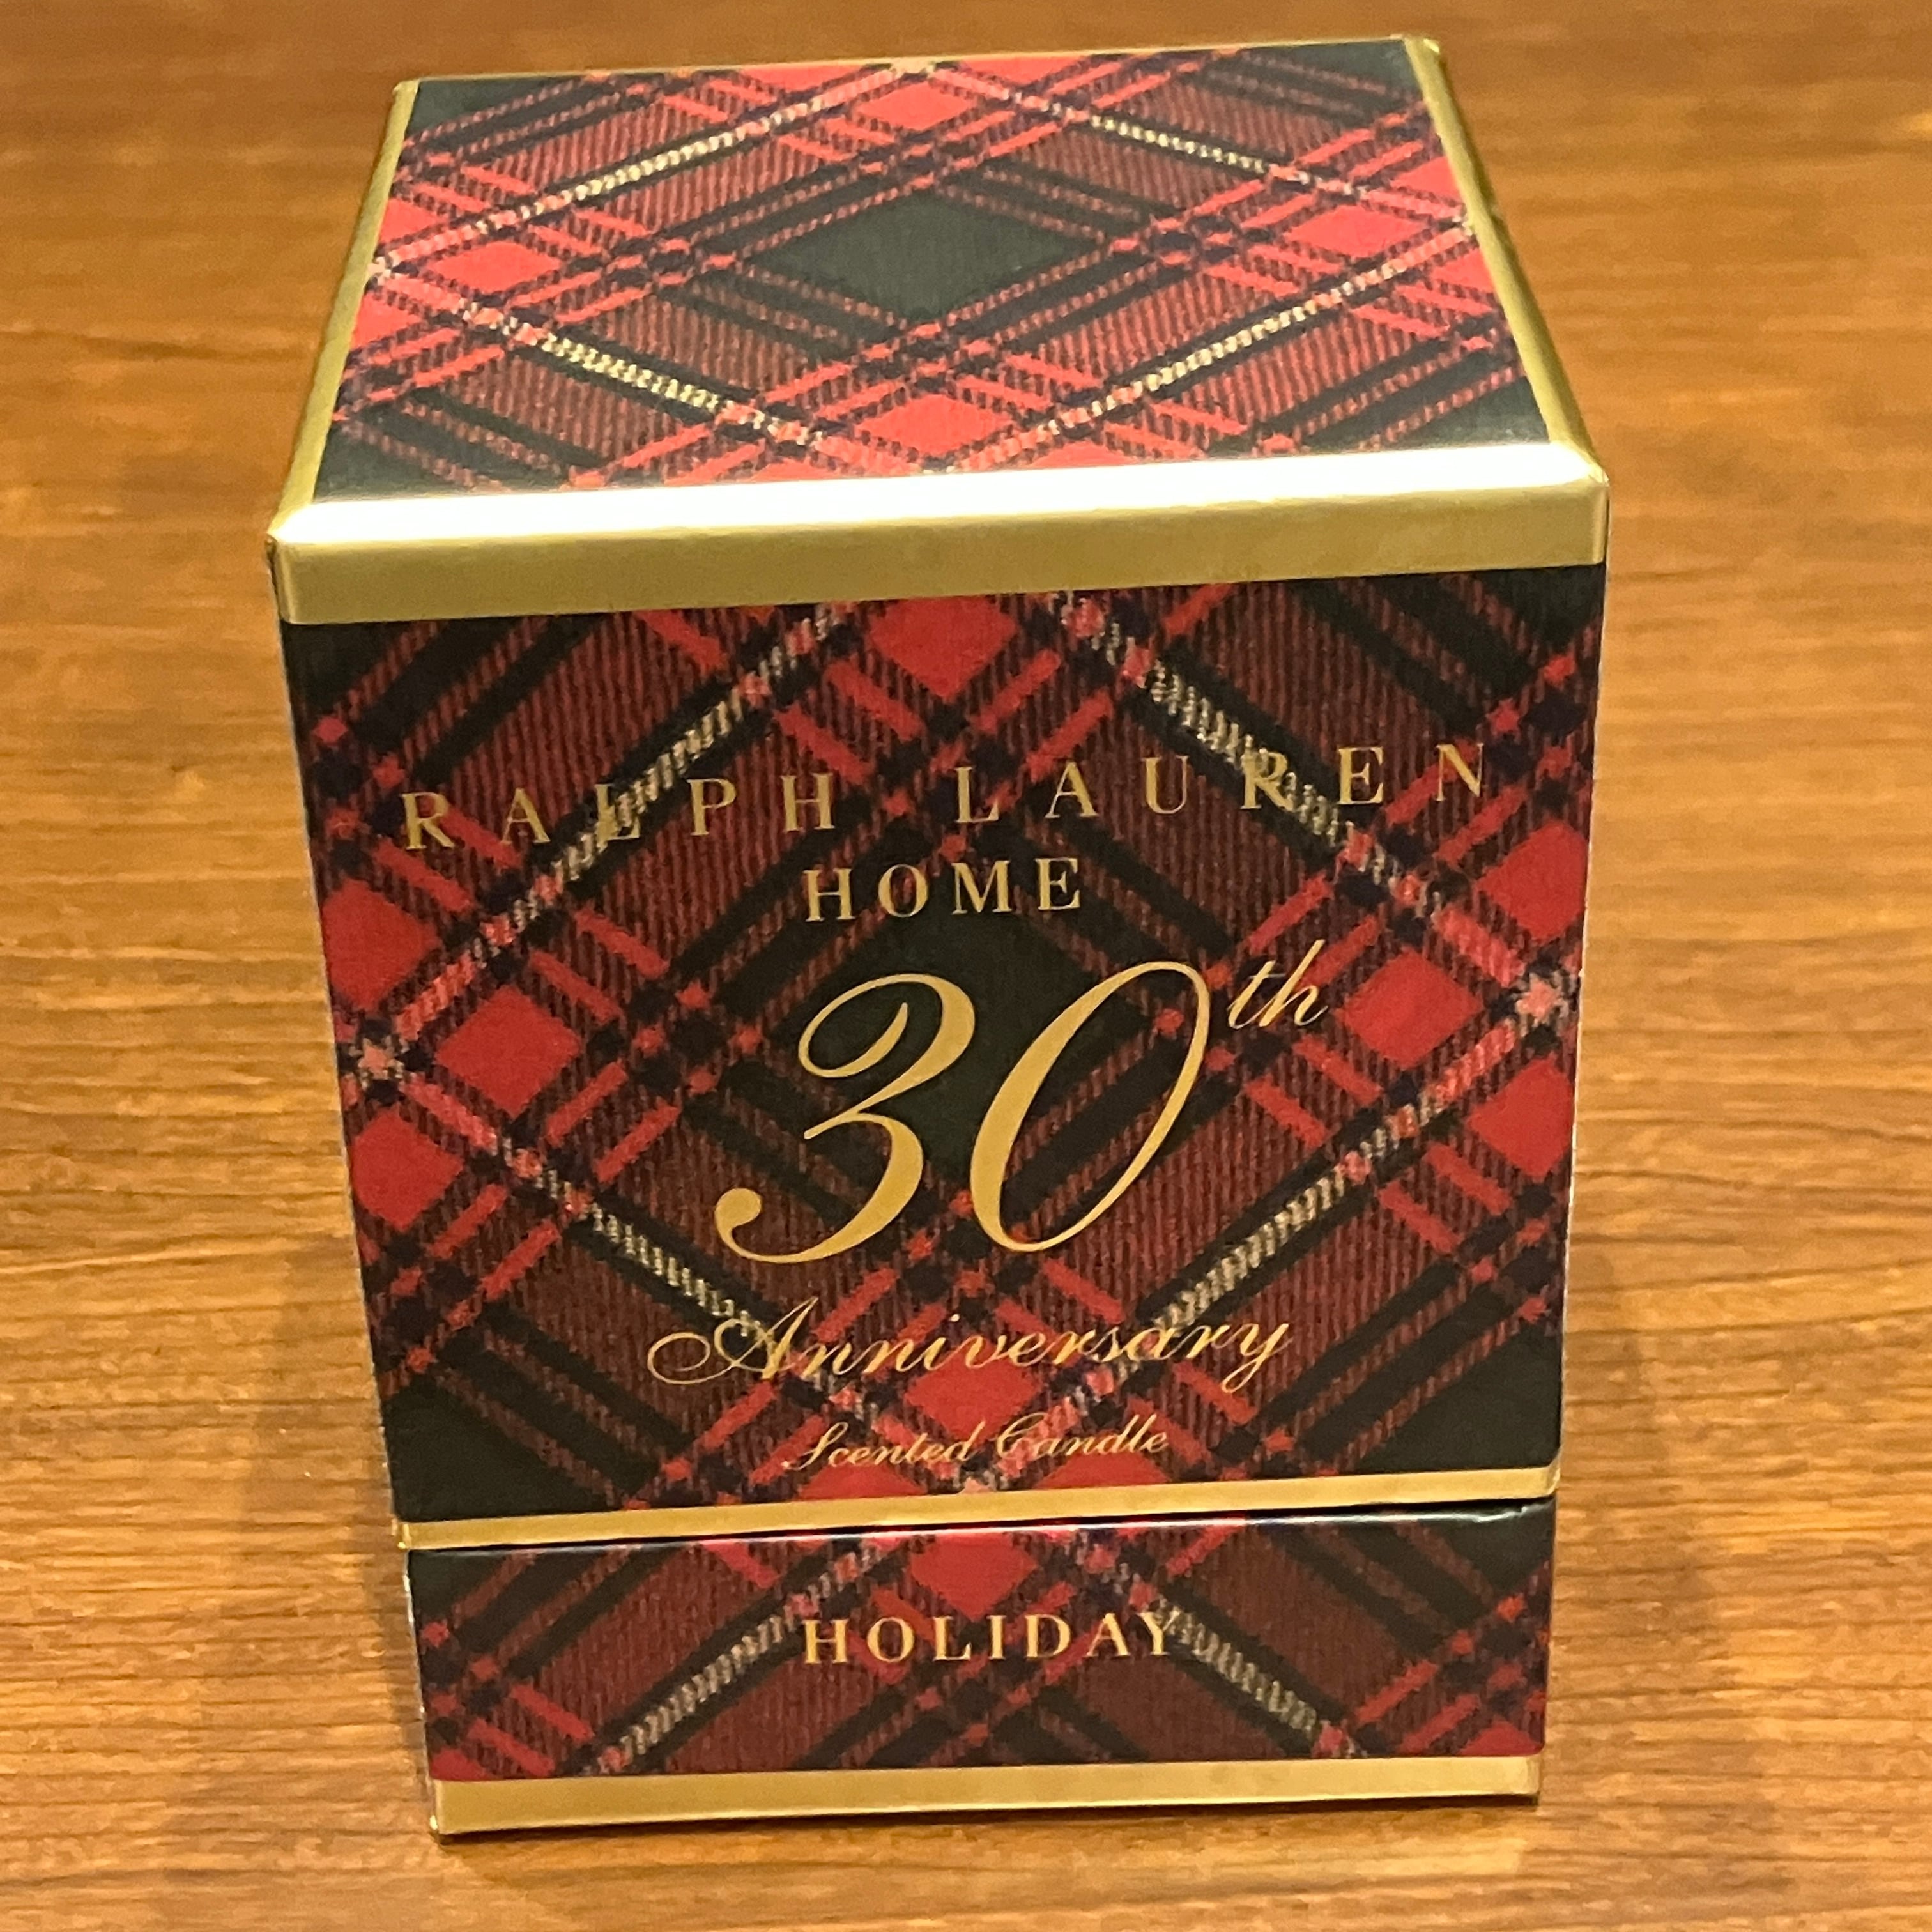 RALPH LAUREN
HOME
30th
Anniversary
Scented Candle
HOLIDAY